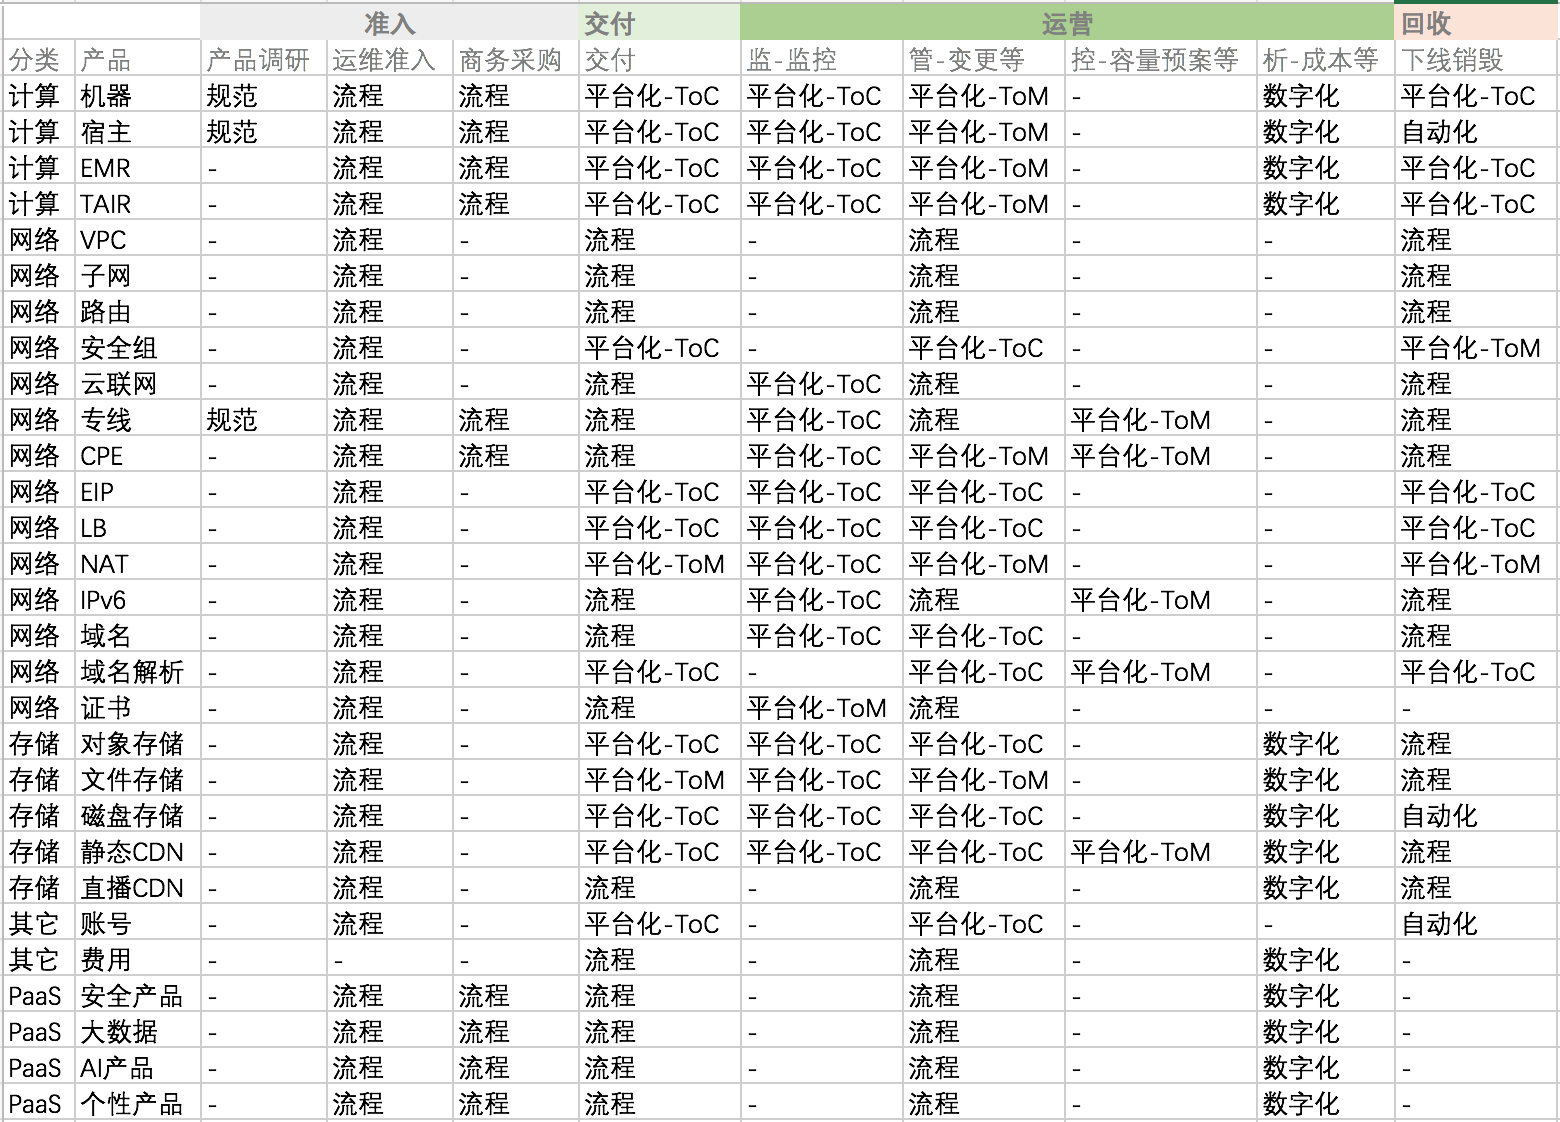 准入 交付 运营 回收
分类 产品 产品调研 运维准入 商务采购 交付 监-监控 管-变更等 控-容量预案等 析-成本等 下线销毁
计算 机器 规范 流程 流程 平台化-ToC 平台化-ToC 平台化-ToM - 数字化 平台化-ToC
计算 宿主 规范 流程 流程 平台化-ToC 平台化-ToC 平台化-ToM - 数字化 自动化
计算 EMR - 流程 流程 平台化-ToC 平台化-ToC 平台化-ToM - 数字化 平台化-ToC
计算 TAIR - 流程 流程 平台化-ToC 平台化-ToC 平台化-ToM - 数字化 平台化-ToC
网络 VPC - 流程 - 流程 - 流程 - - 流程
网络 子网 - 流程 - 流程 - 流程 - - 流程
网络 路由 - 流程 - 流程 - 流程 - - 流程
网络 安全组 - 流程 - 平台化-ToC - 平台化-ToC - - 平台化-ToM
网络 云联网 - 流程 - 流程 平台化-ToC 流程 - - 流程
网络 专线 规范 流程 流程 流程 平台化-ToC 流程 平台化-ToM - 流程
网络 CPE - 流程 流程 流程 平台化-ToC 平台化-ToM 平台化-ToM - 流程
网络 EIP - 流程 - 平台化-ToC 平台化-ToC 平台化-ToC - - 平台化-ToC
网络 LB - 流程 - 平台化-ToC 平台化-ToC 平台化-ToC - - 平台化-ToC
网络 NAT - 流程 - 平台化-ToM 平台化-ToC 平台化-ToM - - 平台化-ToM
网络 IPv6 - 流程 - 流程 平台化-ToC 流程 平台化-ToM - 流程
网络 域名 - 流程 - 流程 平台化-ToC 平台化-ToC - - 流程
网络 域名解析 - 流程 - 平台化-ToC - 平台化-ToC 平台化-ToM - 平台化-ToC
网络 证书 - 流程 - 流程 平台化-ToM 流程 - - -
存储 对象存储 - 流程 - 平台化-ToC 平台化-ToC 平台化-ToC - 数字化 流程
存储 文件存储 - 流程 - 平台化-ToM 平台化-ToC 平台化-ToM - 数字化 流程
存储 磁盘存储 - 流程 - 平台化-ToC 平台化-ToC 平台化-ToC - 数字化 自动化
存储 静态CDN - 流程 - 平台化-ToC 平台化-ToC 平台化-ToC 平台化-ToM 数字化 流程
存储 直播CDN - 流程 - 流程 - 流程 - 数字化 流程
其它 账号 - 流程 - 平台化-ToC - 平台化-ToC - - 自动化
其它 费用 - - - 流程 - 流程 - 数字化 -
PaaS 安全产品 - 流程 流程 流程 - 流程 - 数字化 -
PaaS 大数据 - 流程 流程 流程 - 流程 - 数字化 -
PaaS AI产品 - 流程 流程 流程 - 流程 - 数字化 -
PaaS 个性产品 - 流程 流程 流程 - 流程 - 数字化 -